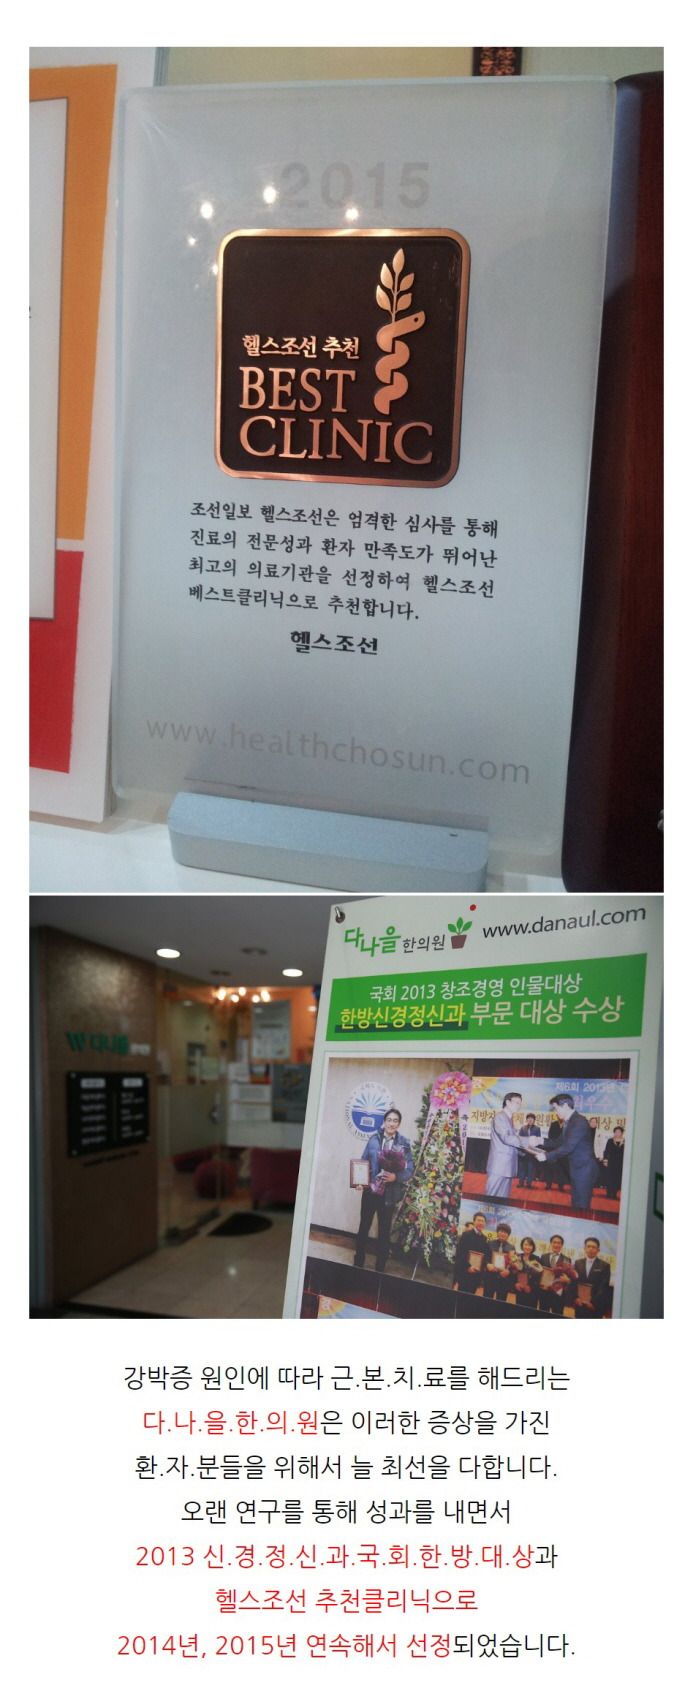 2015
헬스조선 추천
BEST
CLINIC
조선일보 헬스조선은 엄격한 심사를 통해
진료의 전문성과 환자 만족도가 뛰어난
최고의 의료기관을 선정하여 헬스조선
베스트클리닉으로 추천합니다.
헬스조선
www.healthchosun.com
다나을한의원 www.danaul.com
국회 2013 창조경영 인물대상
한방신경정신과 부문 대상 수상
제6회 2013년
강박증 원인에 따라 근.본.치.료를 해드리는
다.나.을.한.의.원은 이러한 증상을 가진
환.자.분들을 위해서 늘 최선을 다합니다.
오랜 연구를 통해 성과를 내면서
2013 신.경.정.신.과.국.회.한.방.대.상과
헬스조선 추천클리닉으로
2014년, 2015년 연속해서 선정되었습니다.